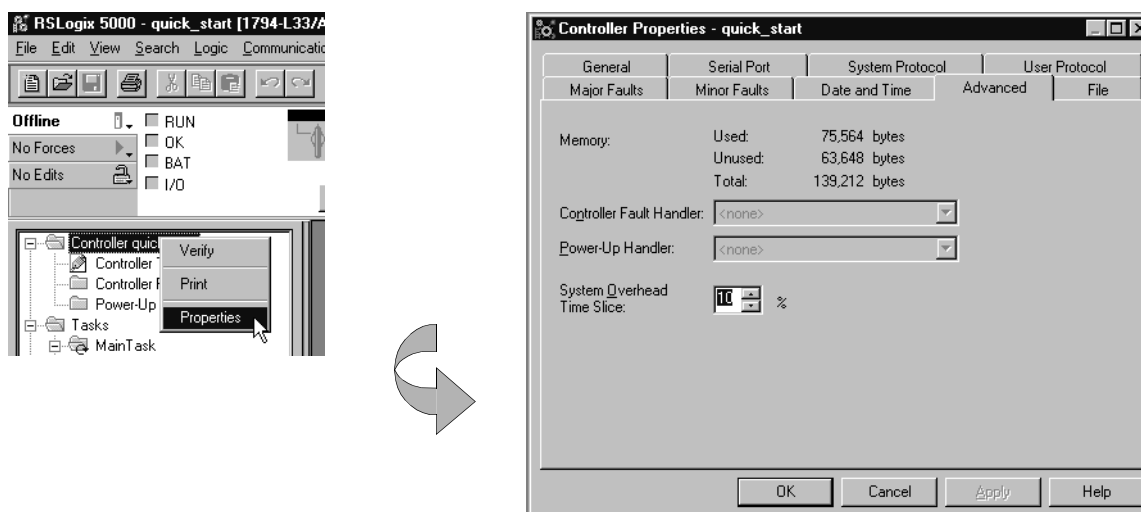 RSLogix 5000 - quick_start [1794-L33/A
File Edit View Search Logic Communicatio
Offline
RUN
No Forces
OK
BAT
No Edits
I/O
Controller quic
Controller T
Controller F
Power-Up
Tasks
MainTask
Verify
Print
Properties
Controller Properties - quick_start
General Serial Port System Protocol User Protocol
Major Faults Minor Faults Date and Time Advanced File
Memory: Used: 75,564 bytes
Unused: 63,648 bytes
Total: 139,212 bytes
Controller Fault Handler: <none>
Power-Up Handler: <none>
System Overhead
Time Slice: 10 %
OK Cancel Apply Help